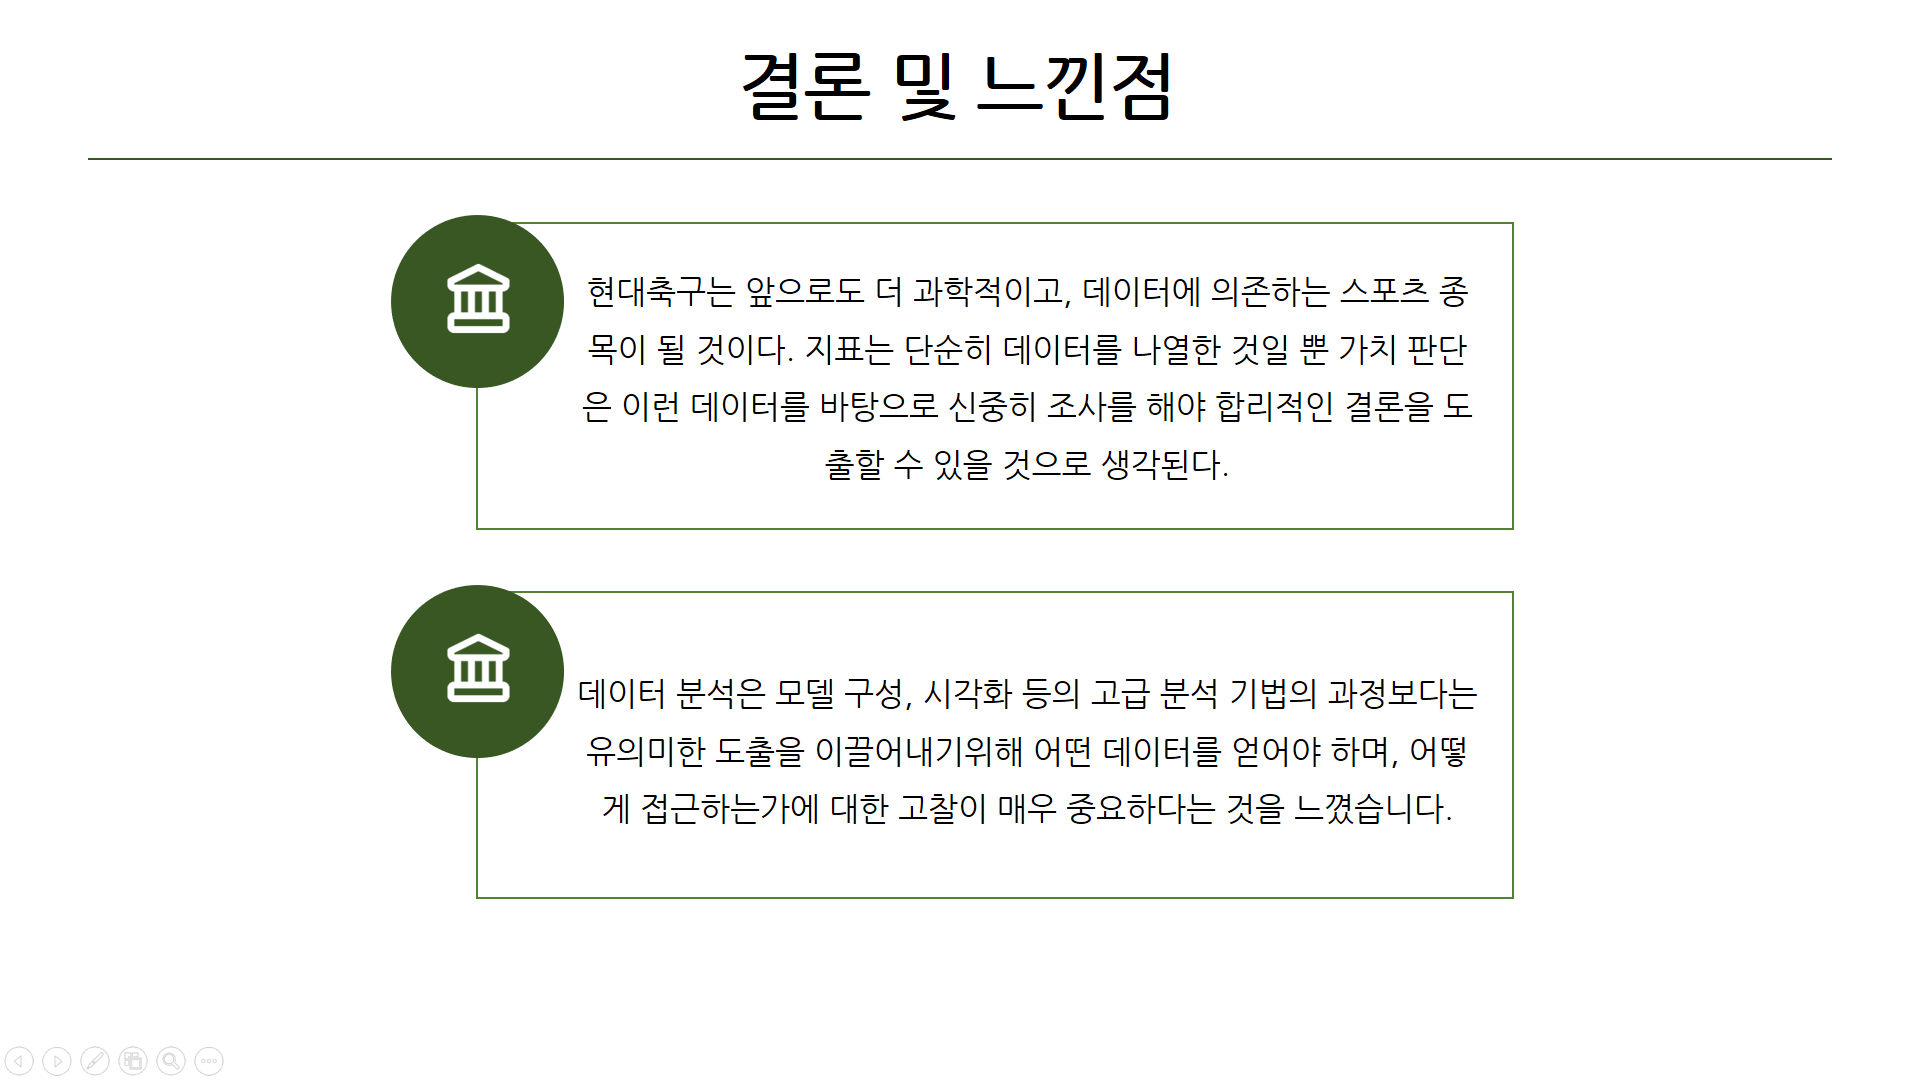 결론 및 느낀점
현대축구는 앞으로도 더 과학적이고, 데이터에 의존하는 스포츠 종
목이 될 것이다. 지표는 단순히 데이터를 나열한 것일 뿐 가치 판단
은 이런 데이터를 바탕으로 신중히 조사를 해야 합리적인 결론을 도
출할 수 있을 것으로 생각된다.
데이터 분석은 모델 구성, 시각화 등의 고급 분석 기법의 과정보다는
유의미한 도출을 이끌어내기위해 어떤 데이터를 얻어야 하며, 어떻
게 접근하는가에 대한 고찰이 매우 중요하다는 것을 느꼈습니다.